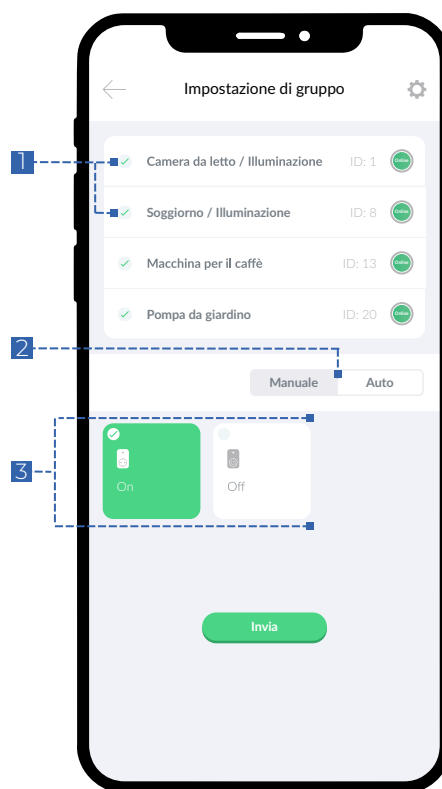 Impostazione di gruppo
1
Camera da letto / Illuminazione ID: 1 Online
Soggiorno / Illuminazione ID: 8 Online
Macchina per il caffè ID: 13 Online
Pompa da giardino ID: 20 Online
2
Manuale Auto
3
On Off
Invia